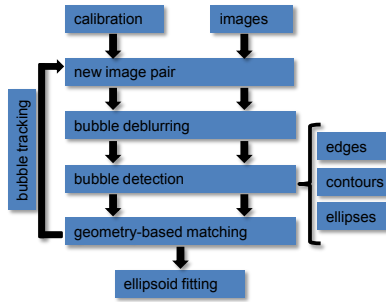 calibration
images
new image pair
bubble tracking
bubble deblurring
edges
bubble detection
contours
ellipses
geometry-based matching
ellipsoid fitting